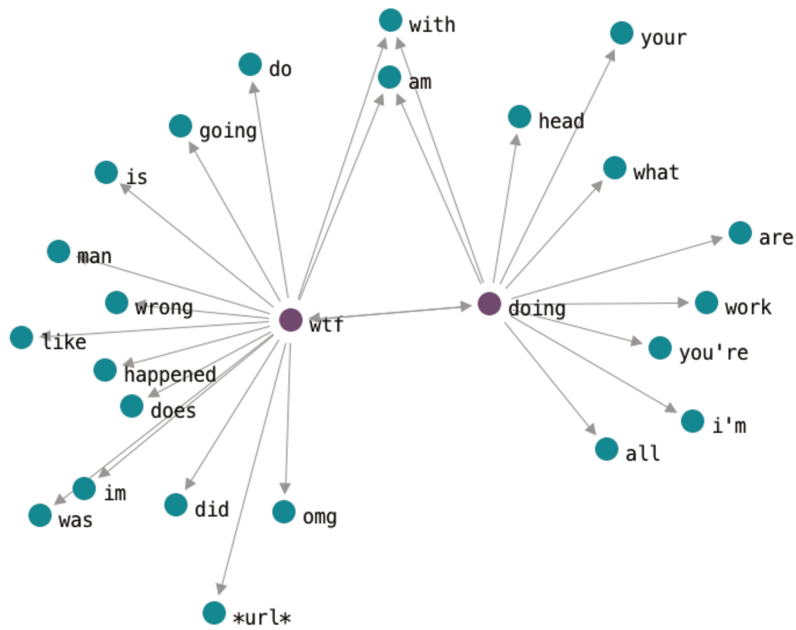 with
your
do
am
head
going
what
is
are
man
wrong
work
doing
wtf
like
you're
happened
does
i'm
all
im
did
omg
was
*url*